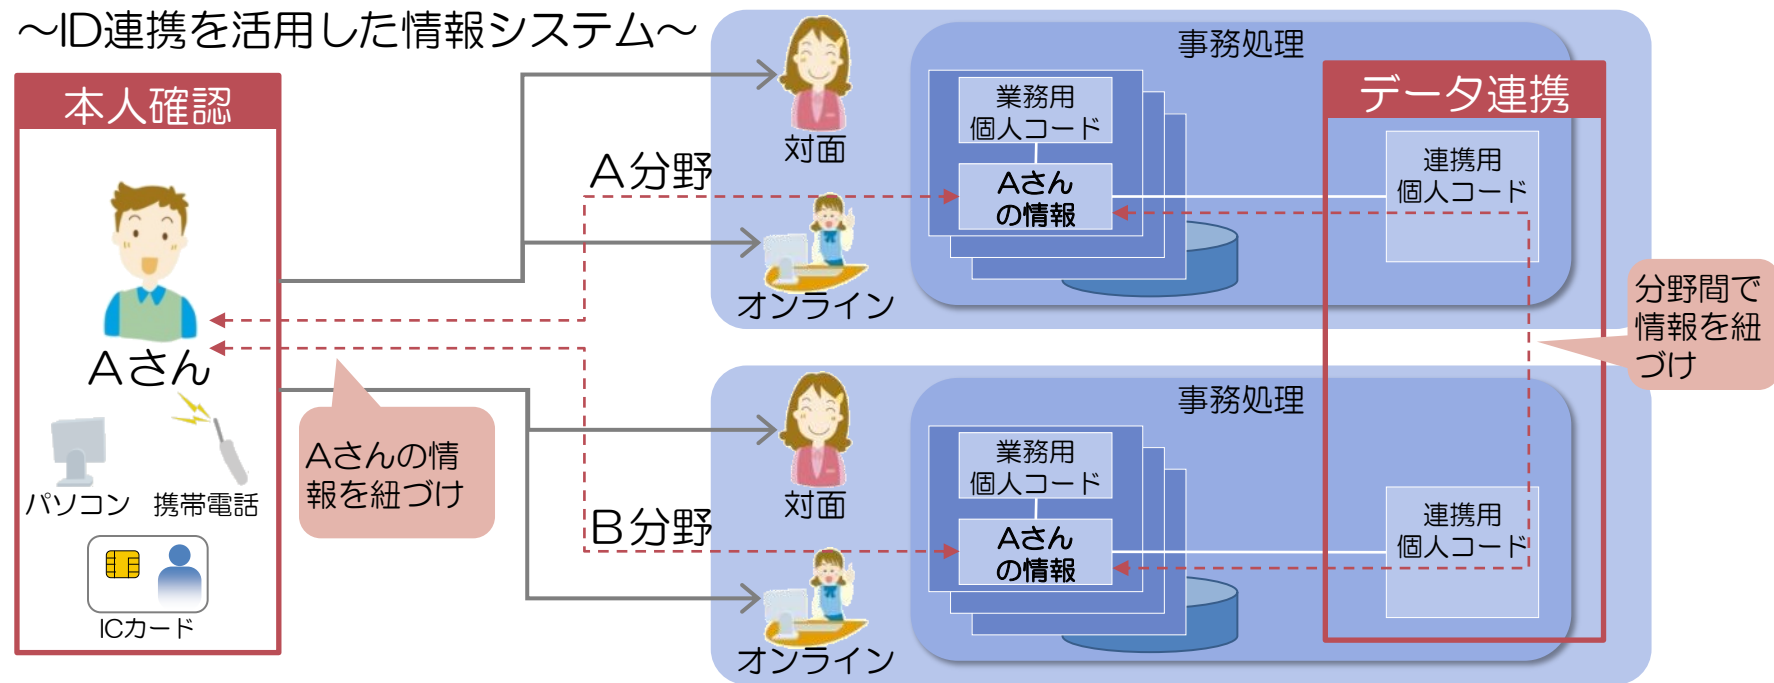 ～ID連携を活用した情報システム～
本人確認
Aさん
パソコン
携帯電話
ICカード
Aさんの情
報を紐づけ
A分野
対面
オンライン
事務処理
業務用
個人コード
Aさん
の情報
データ連携
連携用
個人コード
分野間で
情報を紐
づけ
B分野
対面
オンライン
事務処理
業務用
個人コード
Aさん
の情報
連携用
個人コード